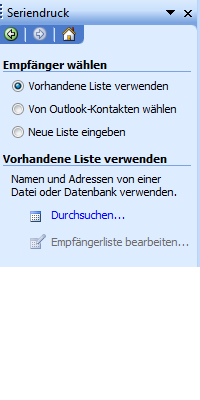 Seriendruck
Empfänger wählen
Vorhandene Liste verwenden
Von Outlook-Kontakten wählen
Neue Liste eingeben
Vorhandene Liste verwenden
Namen und Adressen von einer
Datei oder Datenbank verwenden.
Durchsuchen...
Empfängerliste bearbeiten...